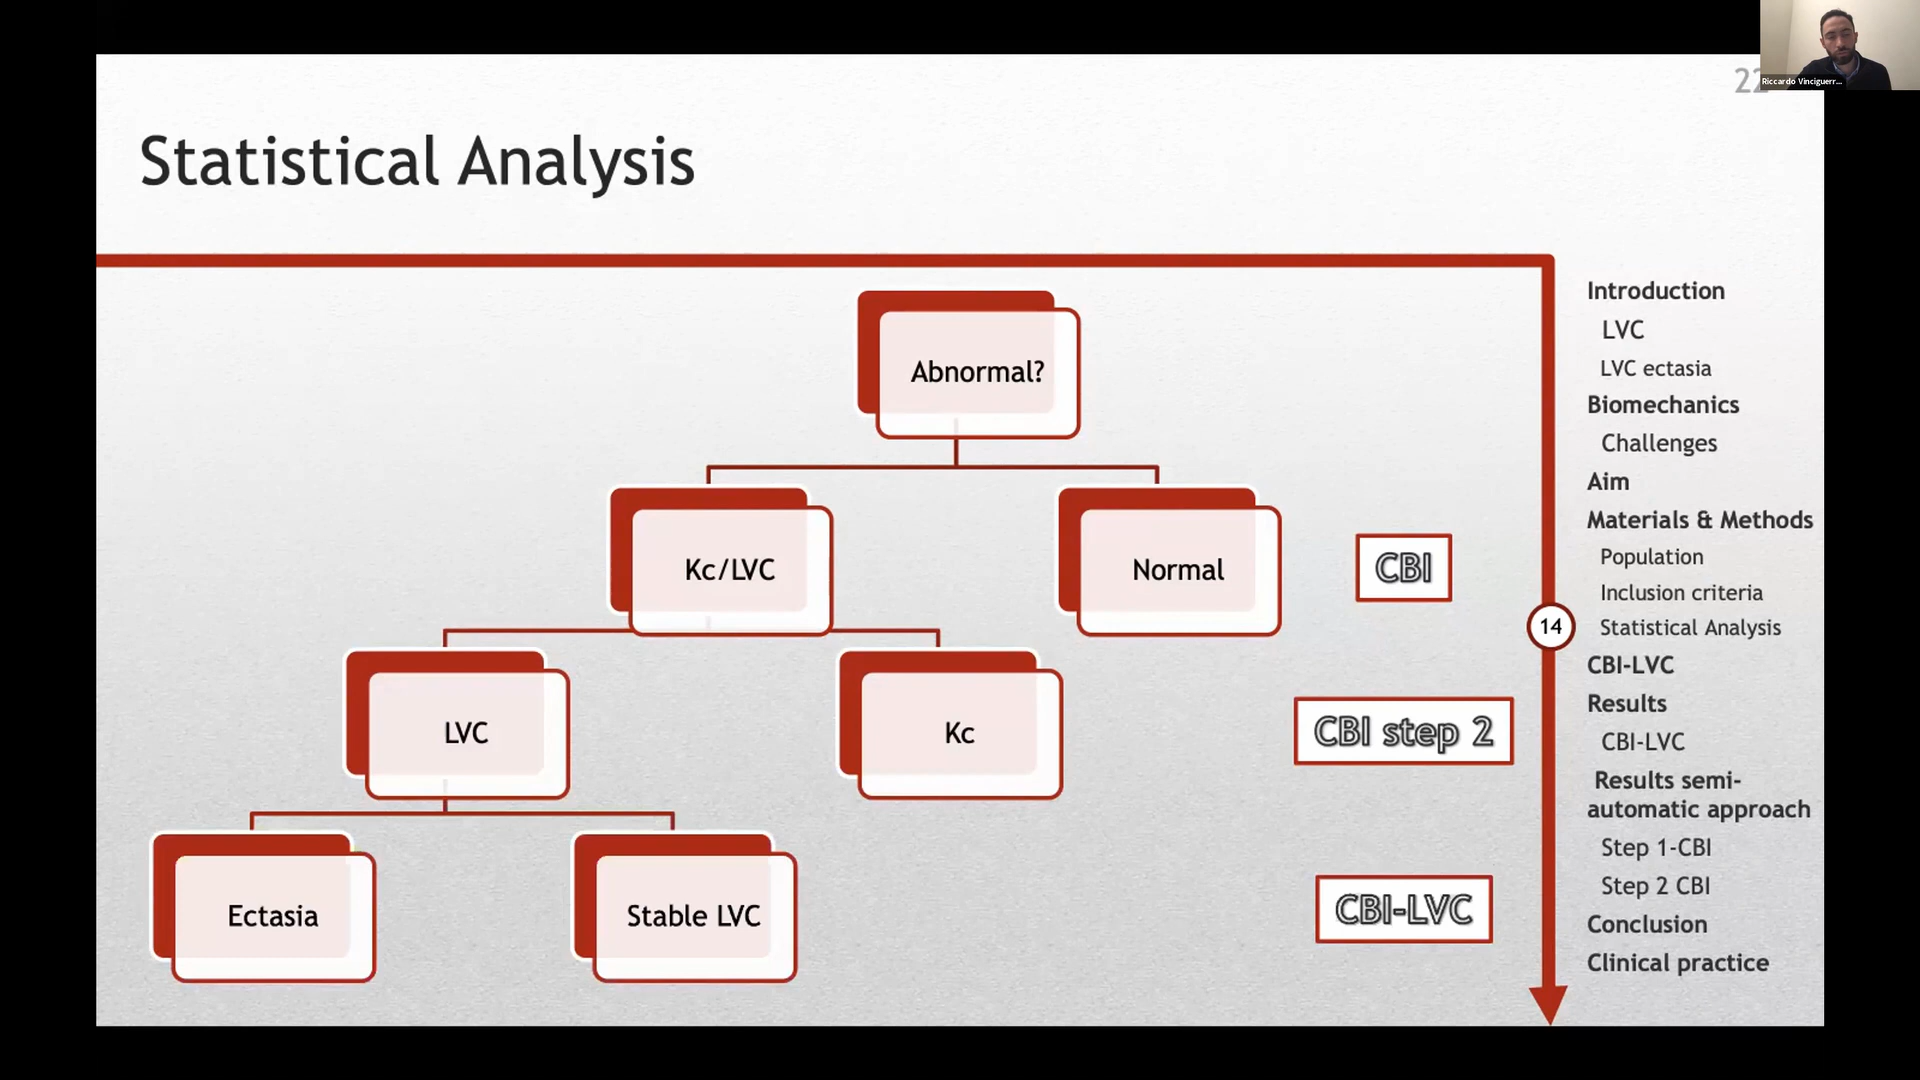 22
Riccardo Vinciguerr...
Statistical Analysis
Abnormal?
Kc/LVC
Normal
CBI
LVC
Kc
CBI step 2
Ectasia
Stable LVC
CBI-LVC
Introduction
LVC
LVC ectasia
Biomechanics
Challenges
Aim
Materials & Methods
Population
Inclusion criteria
14
Statistical Analysis
CBI-LVC
Results
CBI-LVC
Results semi-
automatic approach
Step 1-CBI
Step 2 CBI
Conclusion
Clinical practice